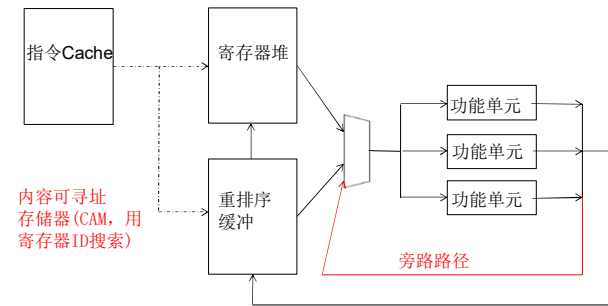 指令Cache
寄存器堆
功能单元
功能单元
功能单元
重排序
缓冲
内容可寻址
存储器(CAM，用
寄存器ID搜索)
旁路路径